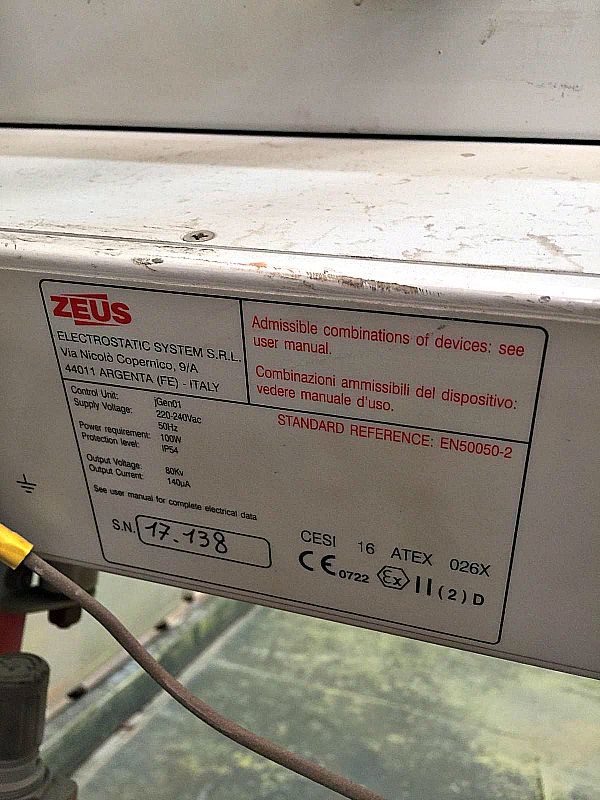 ZEUS
ELECTROSTATIC SYSTEM S.R.L.
Via Nicolò Copernico, 9/A
44011 ARGENTA (FE) - ITALY
Admissible combinations of devices: see
user manual.
Combinazioni ammissibili del dispositivo:
vedere manuale d'uso.
STANDARD REFERENCE: EN50050-2
Control Unit: jGen01
Supply Voltage: 220-240Vac
50Hz
Power requirement: 100W
Protection level: IP54
Output Voltage: 80Kv
Output Current: 140µA
See user manual for complete electrical data
S.N. 17.138
CESI 16 ATEX 026X
CE 0722 Ex II (2) D